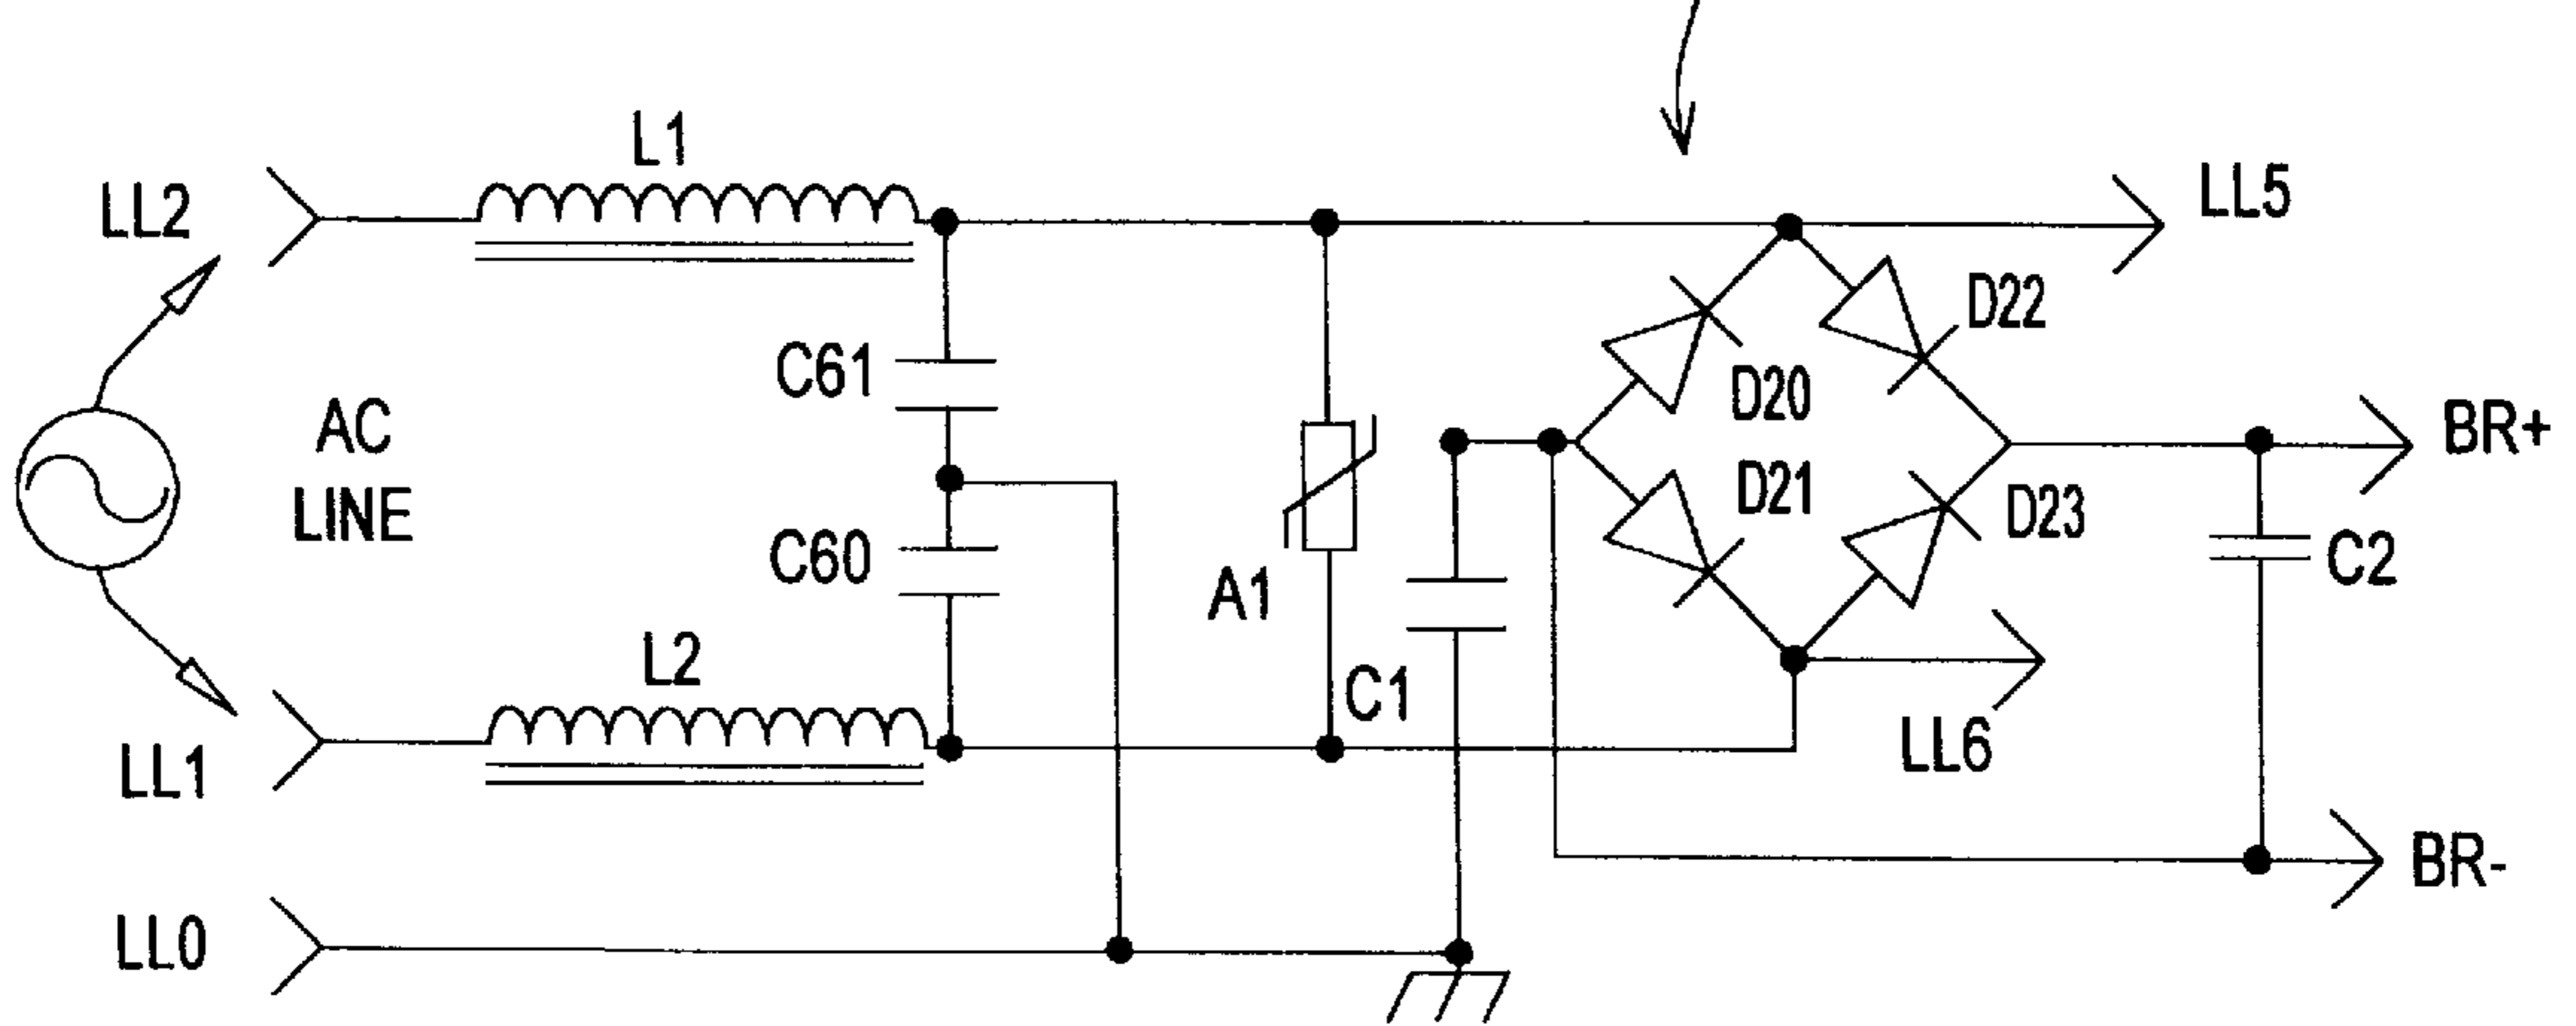 L1
LL2
LL5
D22
C61
D20
AC
LINE
BR+
D21
D23
C60
C2
A1
L2
C1
LL6
LL1
BR-
LL0